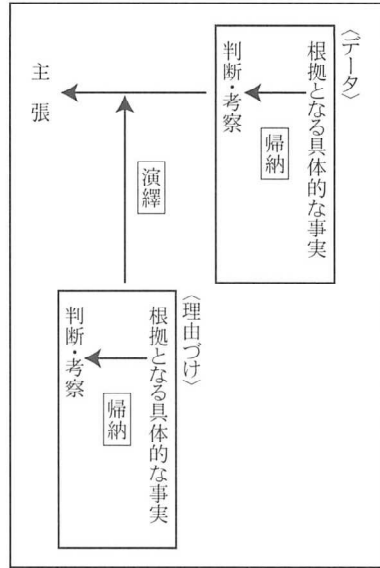 〈データ〉
根拠となる具体的な事実
帰納
判断・考察
主張
演繹
〈理由づけ〉
根拠となる具体的な事実
帰納
判断・考察